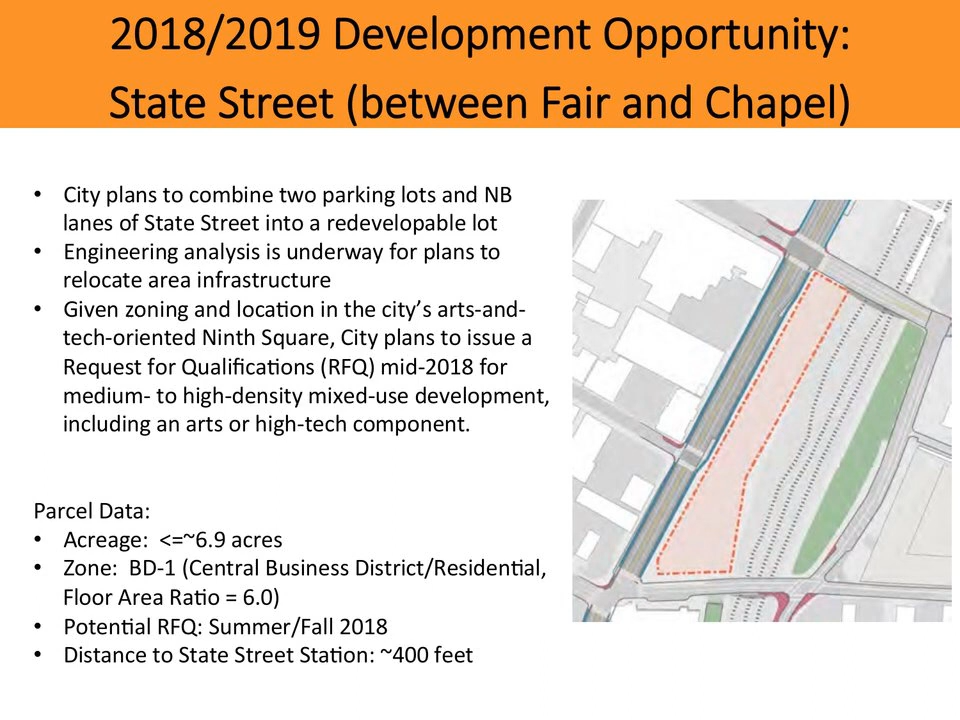 2018/2019 Development Opportunity:
State Street (between Fair and Chapel)
• City plans to combine two parking lots and NB
lanes of State Street into a redevelopable lot
• Engineering analysis is underway for plans to
relocate area infrastructure
• Given zoning and location in the city’s arts-and-
tech-oriented Ninth Square, City plans to issue a
Request for Qualifications (RFQ) mid-2018 for
medium- to high-density mixed-use development,
including an arts or high-tech component.
Parcel Data:
• Acreage: <=~6.9 acres
• Zone: BD-1 (Central Business District/Residential,
Floor Area Ratio = 6.0)
• Potential RFQ: Summer/Fall 2018
• Distance to State Street Station: ~400 feet